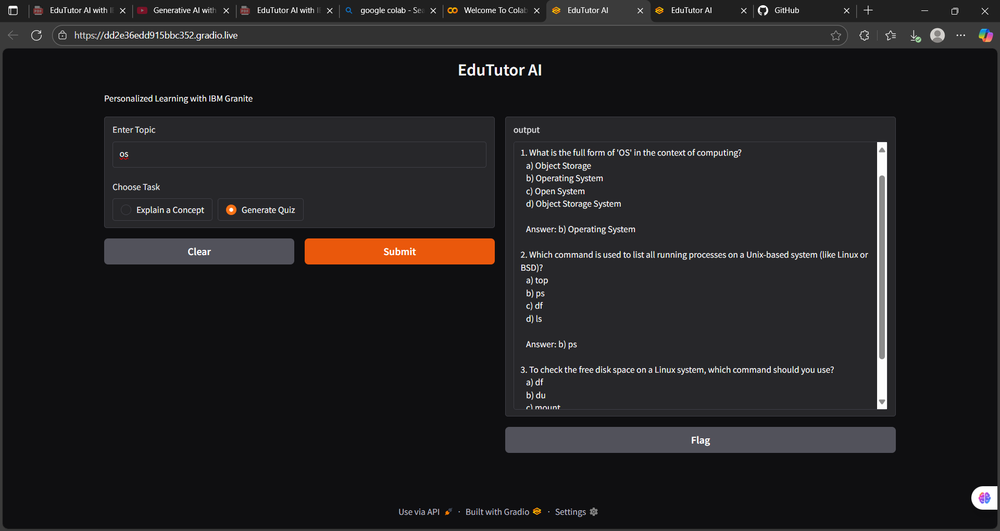 EduTutor AI with I
Generative AI with
EduTutor AI with I
google colab - Sea
Welcome To Colab
EduTutor AI
EduTutor AI
GitHub
https://dd2e36edd915bbc352.gradio.live
EduTutor AI
Personalized Learning with IBM Granite
Enter Topic
os
Choose Task
Explain a Concept
Generate Quiz
Clear
Submit
output
1. What is the full form of 'OS' in the context of computing?
a) Object Storage
b) Operating System
c) Open System
d) Object Storage System
Answer: b) Operating System
2. Which command is used to list all running processes on a Unix-based system (like Linux or
BSD)?
a) top
b) ps
c) df
d) ls
Answer: b) ps
3. To check the free disk space on a Linux system, which command should you use?
a) df
b) du
c) mount
Flag
Use via API · Built with Gradio · Settings